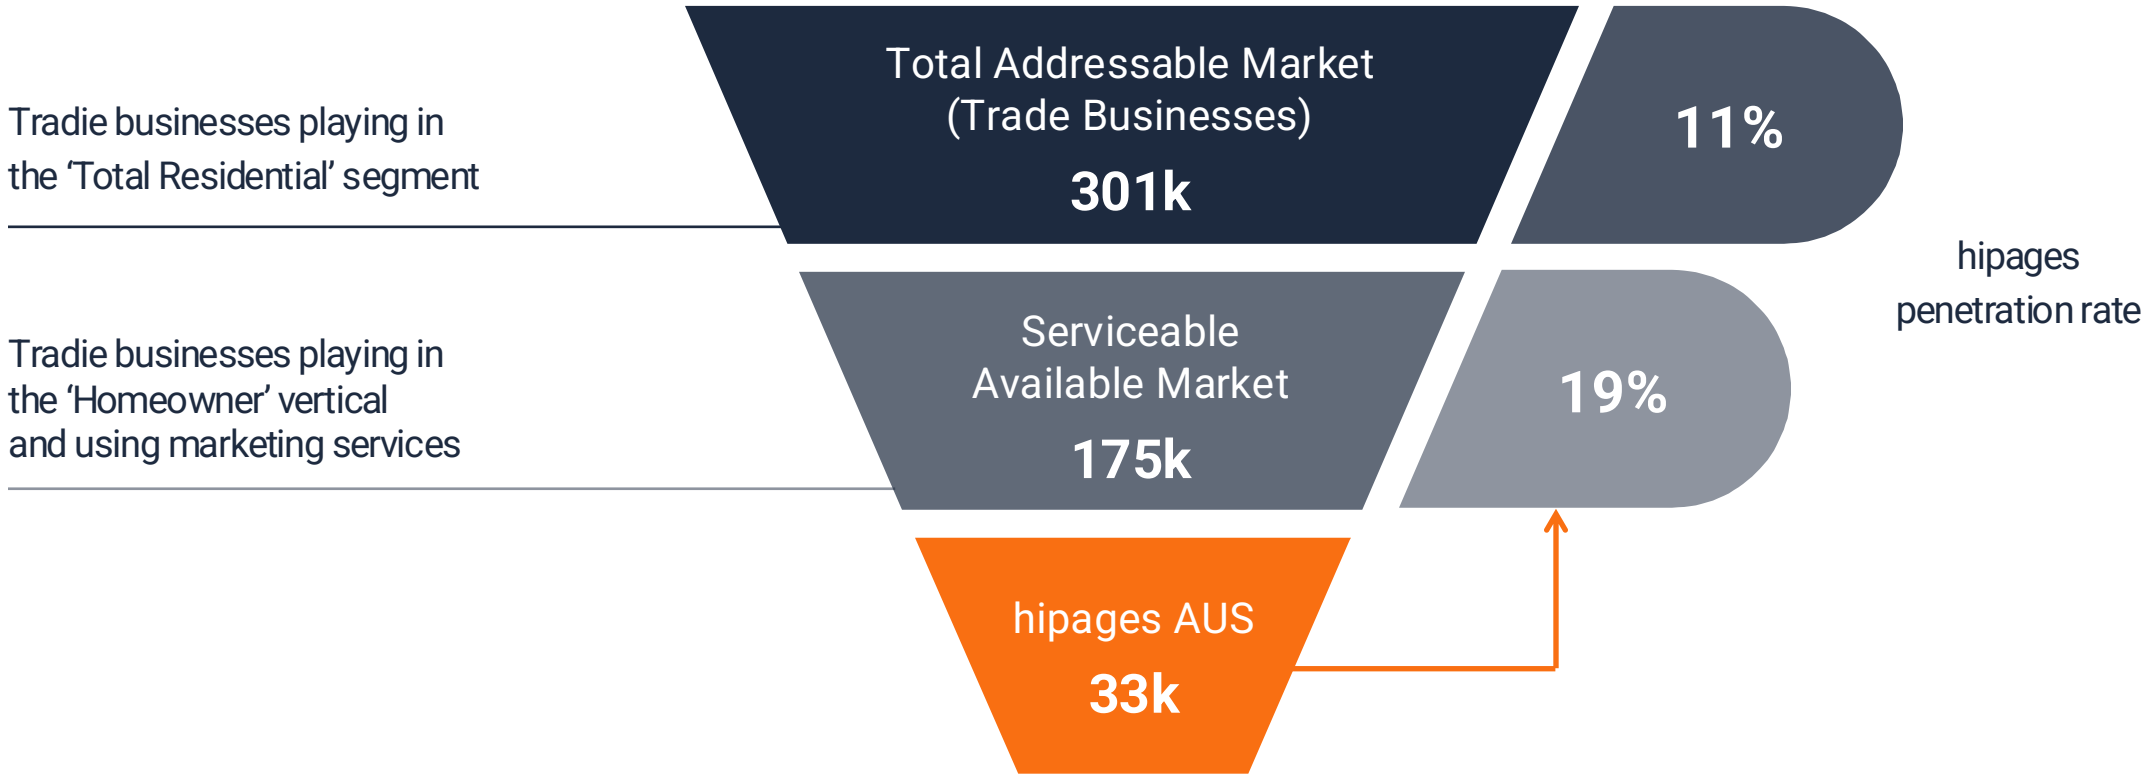 Tradie businesses playing in
the ‘Total Residential’ segment
Total Addressable Market
(Trade Businesses)
301k
11%
hipages
penetration rate
Tradie businesses playing in
the ‘Homeowner’ vertical
and using marketing services
Serviceable
Available Market
175k
19%
hipages AUS
33k